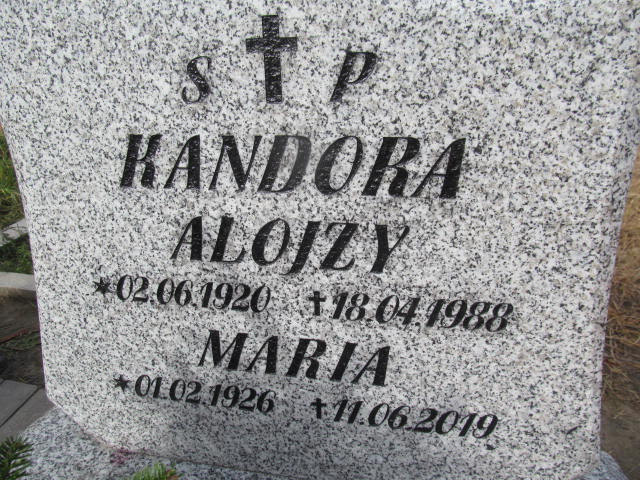 S P
KANDORA
ALOJZY
*02.06.1920 †18.04.1988
MARIA
*01.02.1926 †11.06.2019